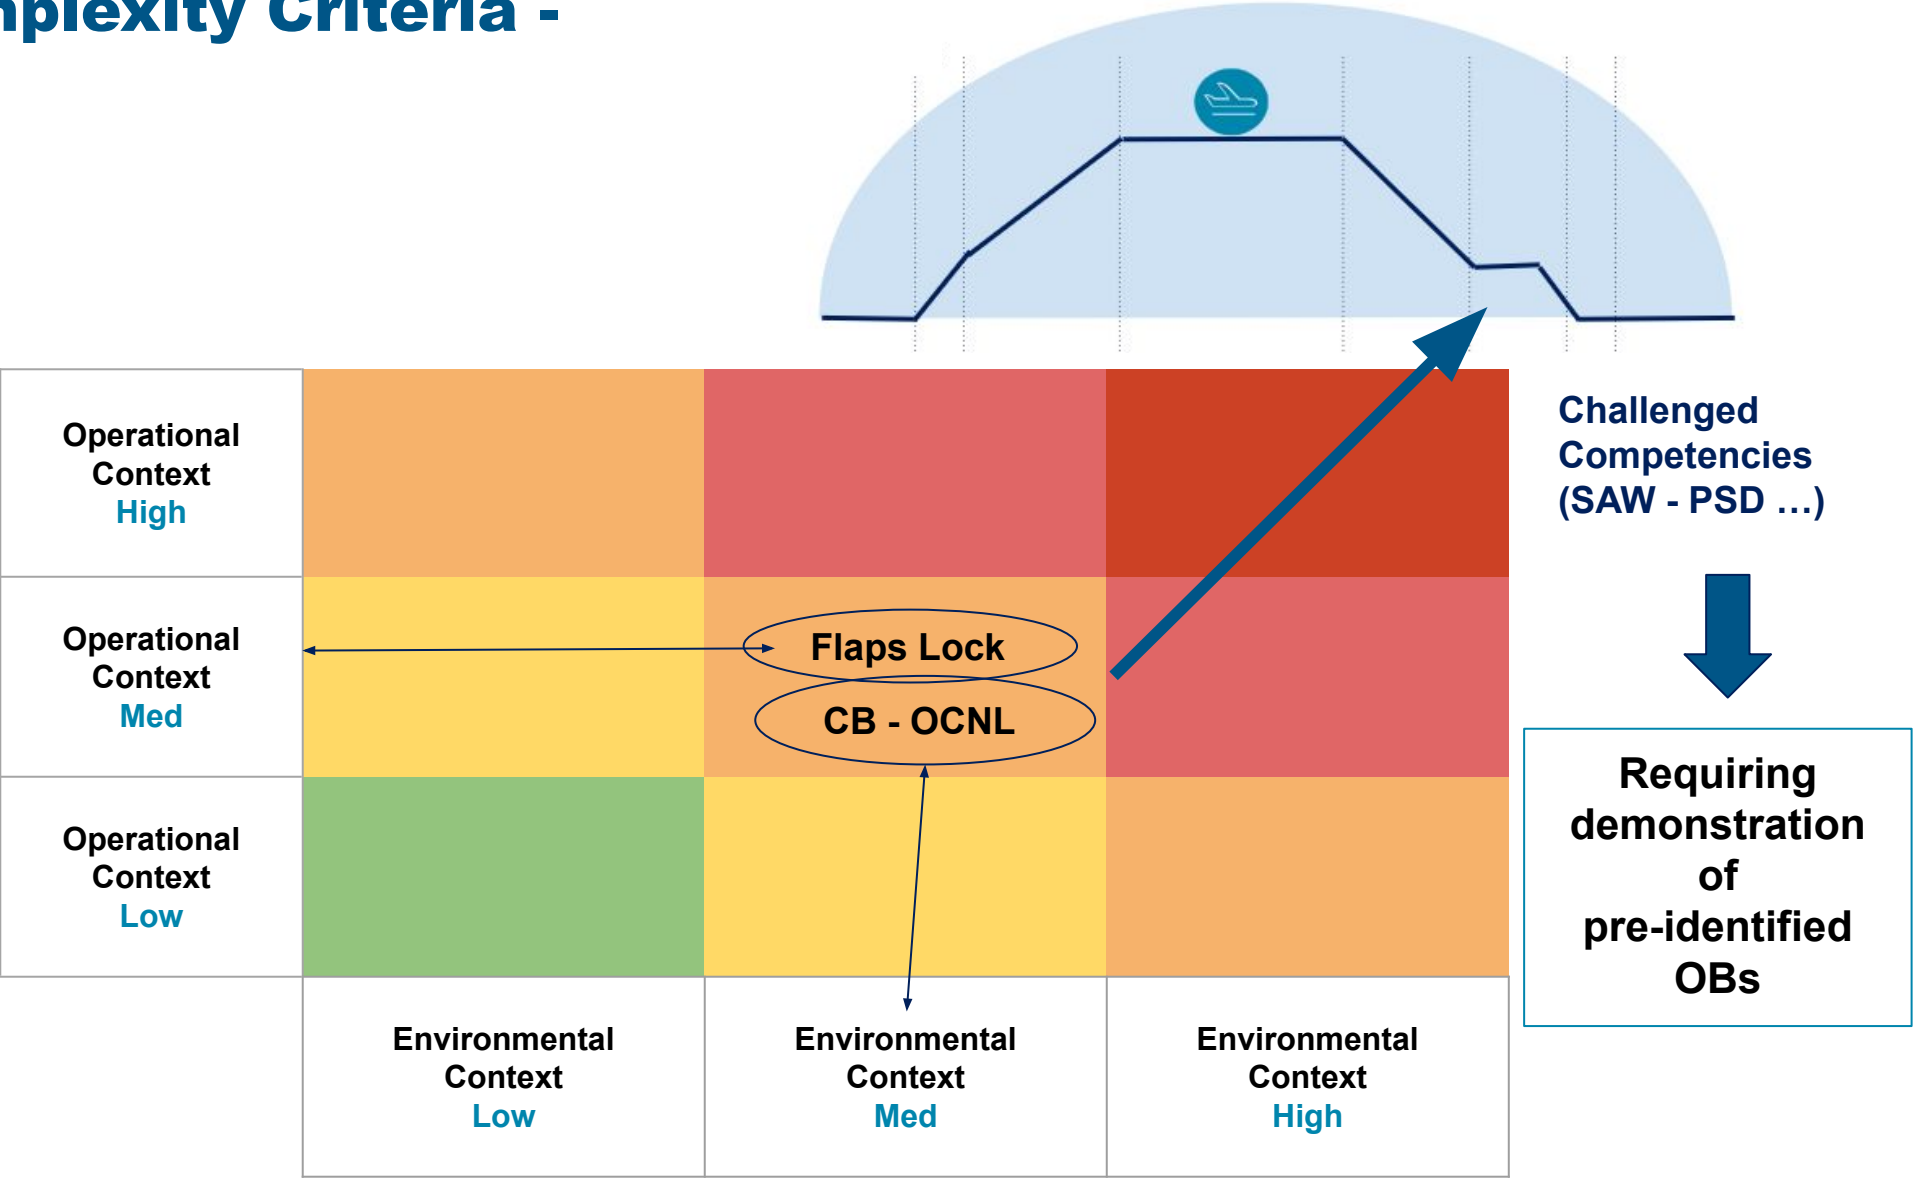 Criteria -
Challenged
Competencies
(SAW - PSD ...)
Operational
Context
High
Operational
Context
Med
Flaps Lock
CB - OCNL
Operational
Context
Low
Requiring
demonstration
of
pre-identified
OBs
Environmental
Context
Low
Environmental
Context
Med
Environmental
Context
High